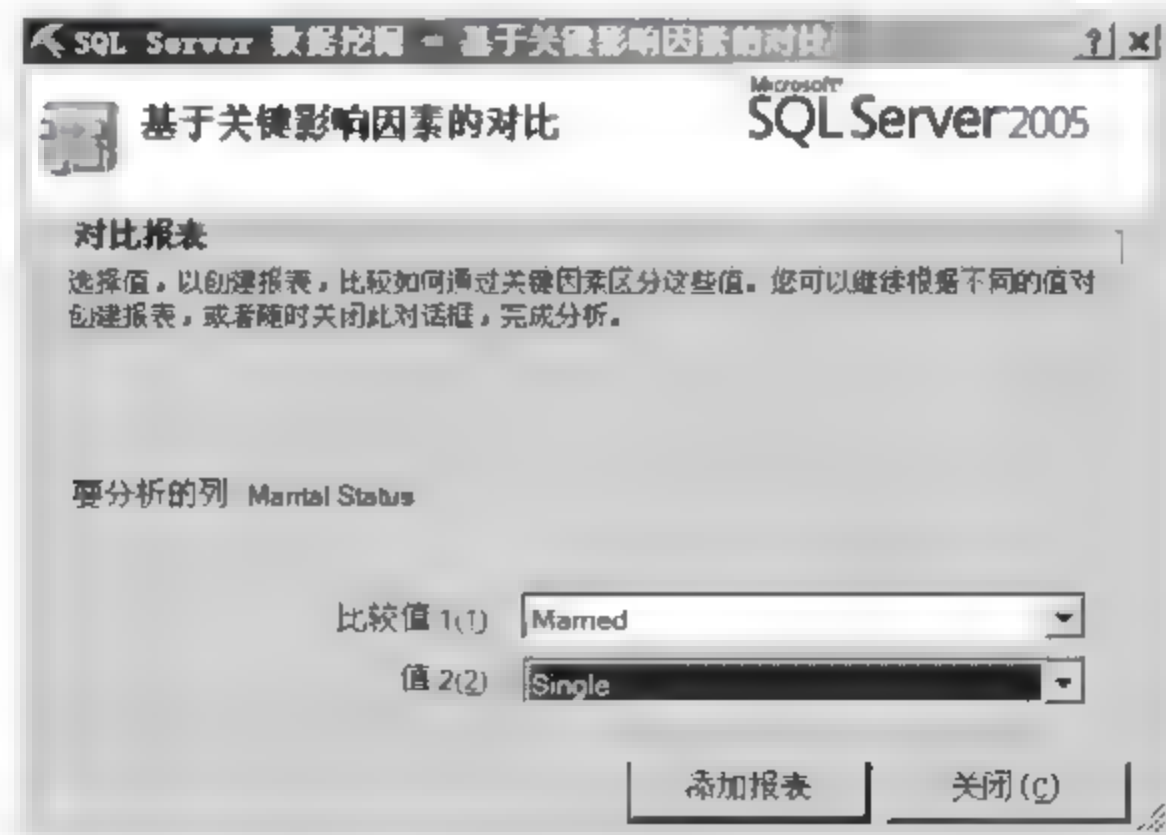 SQL Server 数据挖掘 - 基于关键影响因素的对比
基于关键影响因素的对比
Microsoft
SQL Server 2005
对比报表
选择值，以创建报表，比较如何通过关键因素区分这些值。您可以继续根据不同的值对
创建报表，或者随时关闭此对话框，完成分析。
要分析的列 Marital Status
比较值 1(1) Married
值 2(2) Single
添加报表 关闭(C)